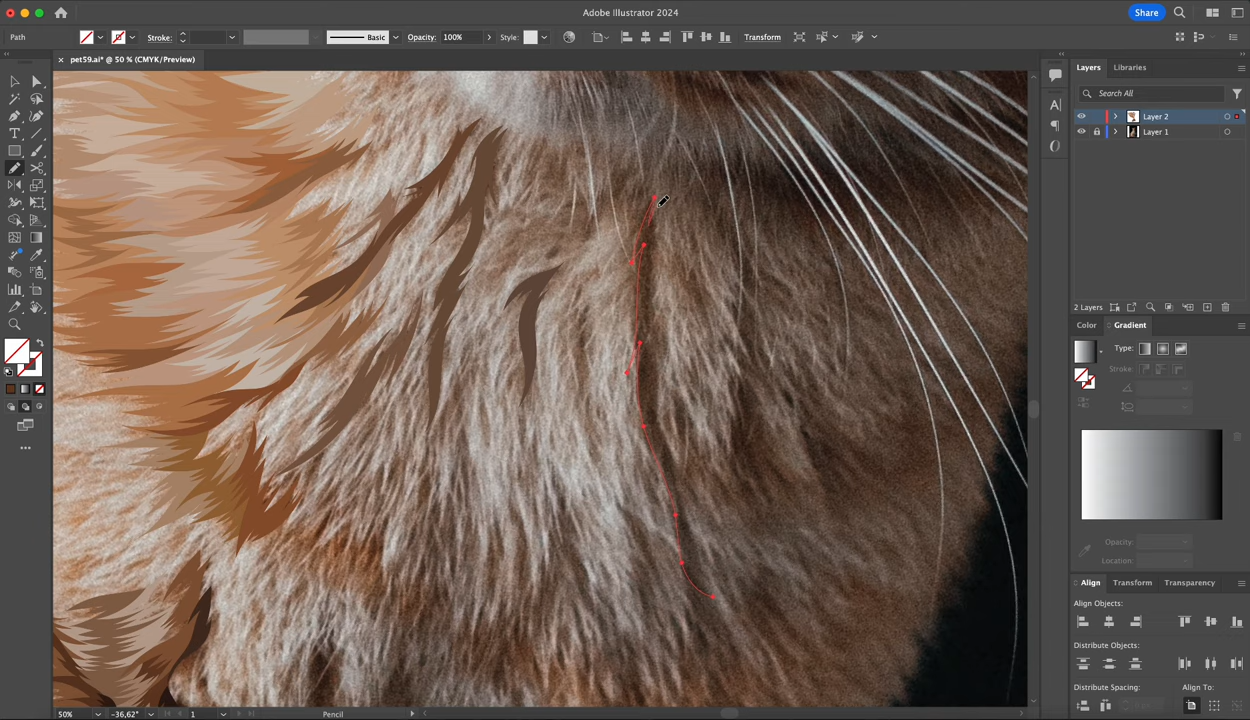 Adobe Illustrator 2024
Share
Path
Stroke:
Basic
Opacity:
100%
Style:
Transform
pet59.ai* @ 50 % (CMYK/Preview)
Layers
Libraries
Search All
Layer 2
Layer 1
2 Layers
Color
Gradient
Type:
Stroke:
Opacity:
Location:
Align
Transform
Transparency
Align Objects:
Distribute Objects:
Distribute Spacing:
Align To:
50%
-36,62°
1
Pencil